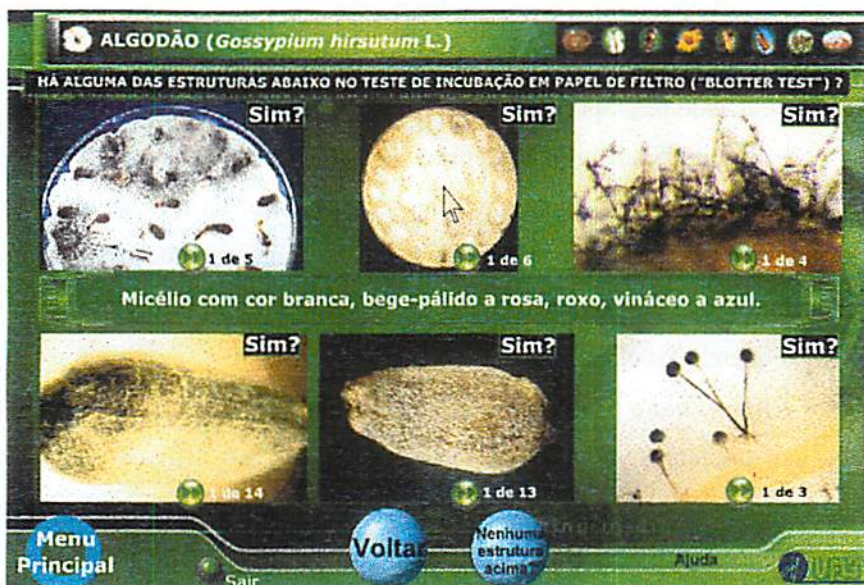 ALGODÃO (Gossypium hirsutum L.)
HÁ ALGUMA DAS ESTRUTURAS ABAIXO NO TESTE DE INCUBAÇÃO EM PAPEL DE FILTRO ("BLOTTER TEST") ?
Sim? Sim? Sim?
1 de 5 1 de 6 1 de 4
Micélio com cor branca, bege-pálido a rosa, roxo, vináceo a azul.
Sim? Sim? Sim?
1 de 14 1 de 13 1 de 3
Menu
Principal
Sair
Voltar
Nenhuma
estrutura
acima?
Ajuda